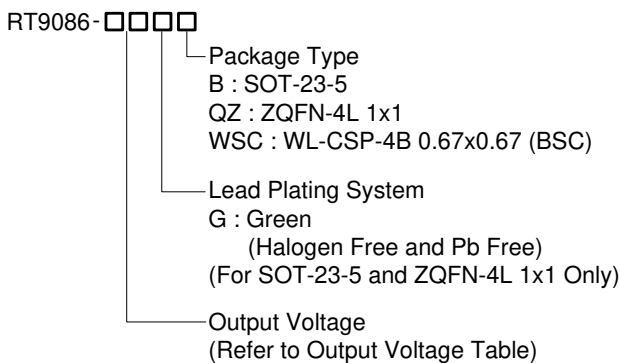 RT9086-□□□□
Package Type
B : SOT-23-5
QZ : ZQFN-4L 1x1
WSC : WL-CSP-4B 0.67x0.67 (BSC)
Lead Plating System
G : Green
(Halogen Free and Pb Free)
(For SOT-23-5 and ZQFN-4L 1x1 Only)
Output Voltage
(Refer to Output Voltage Table)